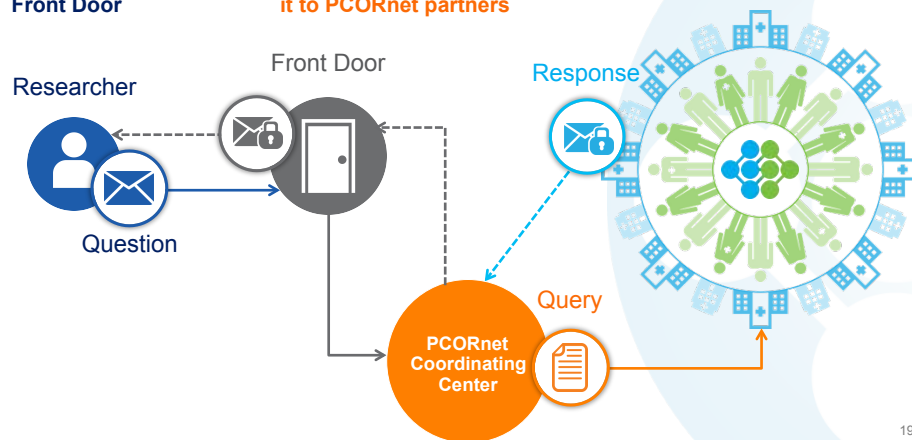 Front Door
it to PCORnet partners
Front Door
Researcher
Response
Question
Query
PCORnet
Coordinating
Center
19